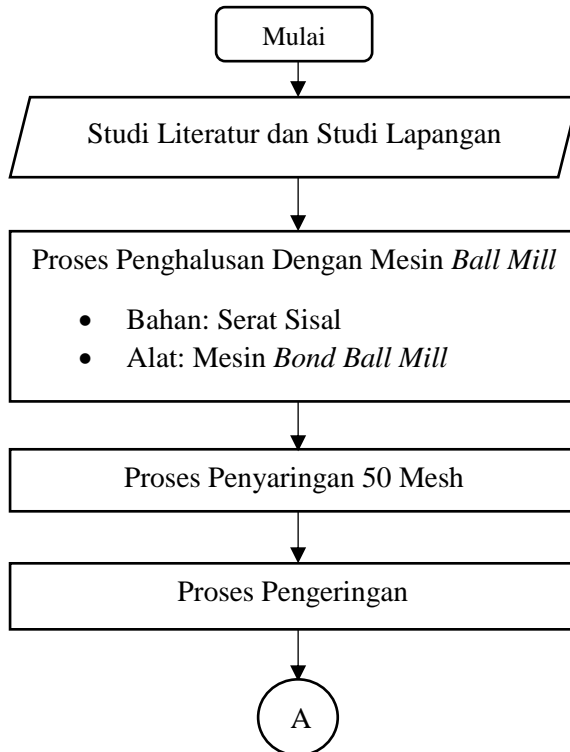 Mulai
Studi Literatur dan Studi Lapangan
Proses Penghalusan Dengan Mesin Ball Mill
• Bahan: Serat Sisal
• Alat: Mesin Bond Ball Mill
Proses Penyaringan 50 Mesh
Proses Pengeringan
A